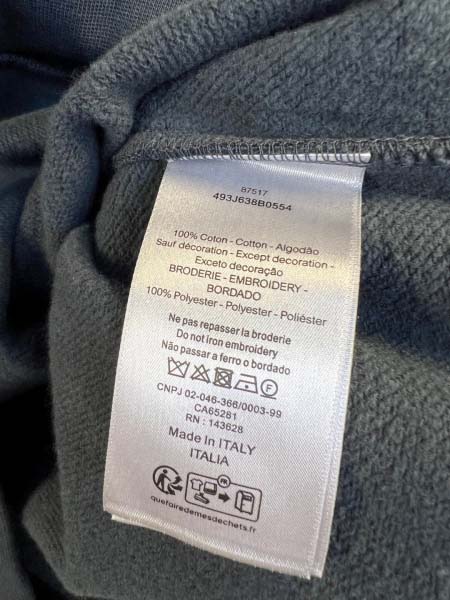 87517
493J638B0554
100% Coton - Cotton - Algodão
Sauf décoration - Except decoration -
Exceto decoração
BRODERIE - EMBROIDERY -
BORDADO
100% Polyester - Polyester - Poliéster
Ne pas repasser la broderie
Do not iron embroidery
Não passar a ferro o bordado
F
CNPJ 02-046-366/0003-99
CA65281
RN : 143628
Made In ITALY
ITALIA
FR
quefairedemesdechets.fr